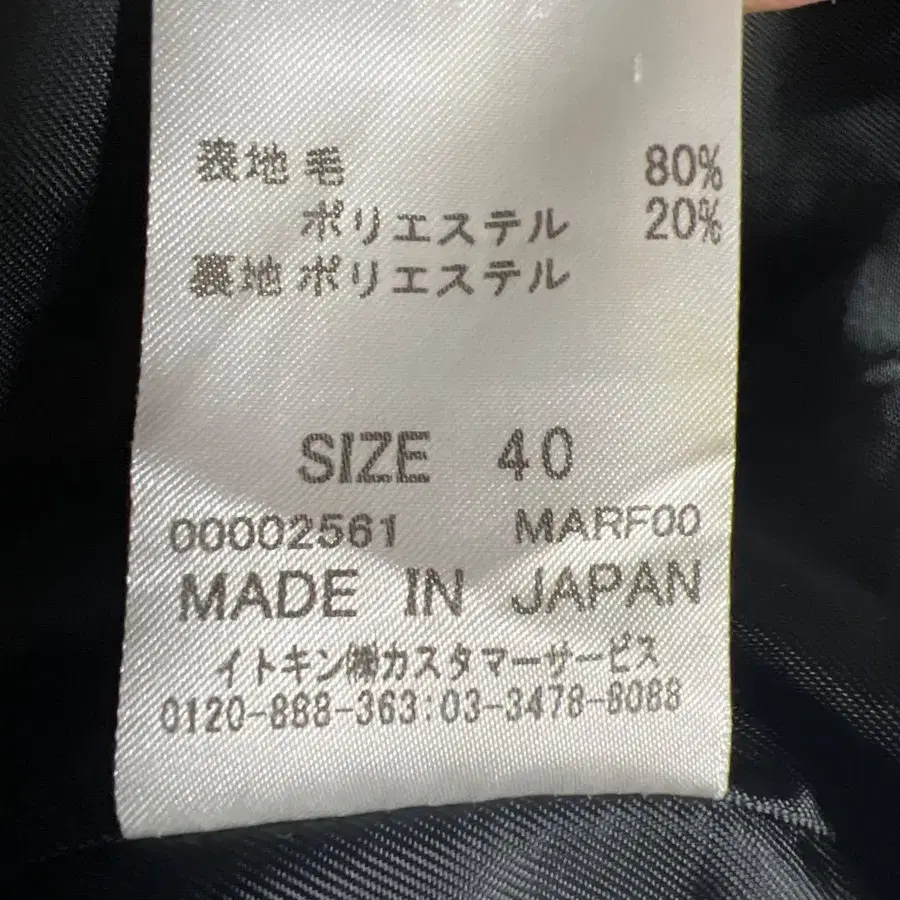 表地 毛 80%
ポリエステル 20%
裏地 ポリエステル
SIZE 40
00002561 MARF00
MADE IN JAPAN
イトキン㈱カスタマーサービス
0120-888-363:03-3478-8088